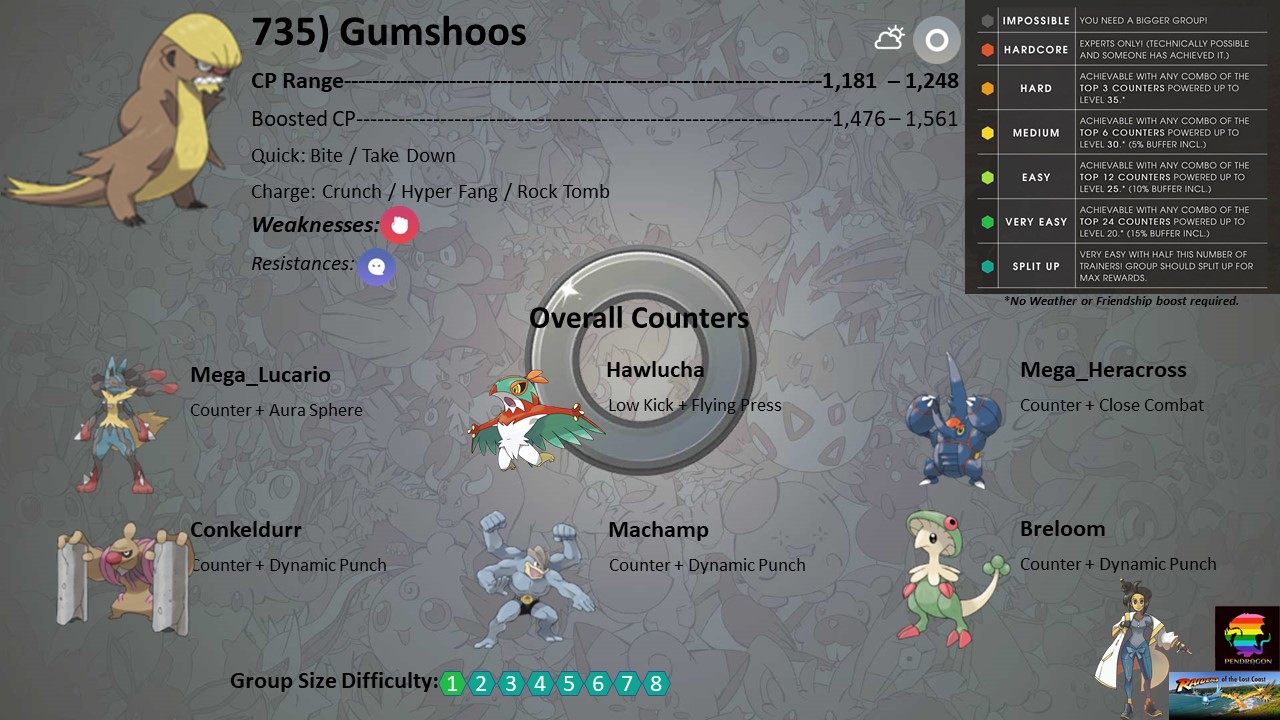 735) Gumshoos
CP Range--------------------------------------------------------------------1,181 – 1,248
Boosted CP--------------------------------------------------------------------1,476 – 1,561
Quick: Bite / Take Down
Charge: Crunch / Hyper Fang / Rock Tomb
Weaknesses:
Resistances:
IMPOSSIBLE YOU NEED A BIGGER GROUP!
HARDCORE EXPERTS ONLY! (TECHNICALLY POSSIBLE
AND SOMEONE HAS ACHIEVED IT.)
HARD ACHIEVABLE WITH ANY COMBO OF THE
TOP 3 COUNTERS POWERED UP TO
LEVEL 35.*
MEDIUM ACHIEVABLE WITH ANY COMBO OF THE
TOP 6 COUNTERS POWERED UP TO
LEVEL 30.* (5% BUFFER INCL.)
EASY ACHIEVABLE WITH ANY COMBO OF THE
TOP 12 COUNTERS POWERED UP TO
LEVEL 25.* (10% BUFFER INCL.)
VERY EASY ACHIEVABLE WITH ANY COMBO OF THE
TOP 24 COUNTERS POWERED UP TO
LEVEL 20.* (15% BUFFER INCL.)
SPLIT UP VERY EASY WITH HALF THIS NUMBER OF
TRAINERS! GROUP SHOULD SPLIT UP FOR
MAX REWARDS.
*No Weather or Friendship boost required.
Overall Counters
Mega_Lucario
Counter + Aura Sphere
Hawlucha
Low Kick + Flying Press
Mega_Heracross
Counter + Close Combat
Conkeldurr
Counter + Dynamic Punch
Machamp
Counter + Dynamic Punch
Breloom
Counter + Dynamic Punch
Group Size Difficulty: 1 2 3 4 5 6 7 8
PENDRAGON
RAIDERS of the Lost Coast